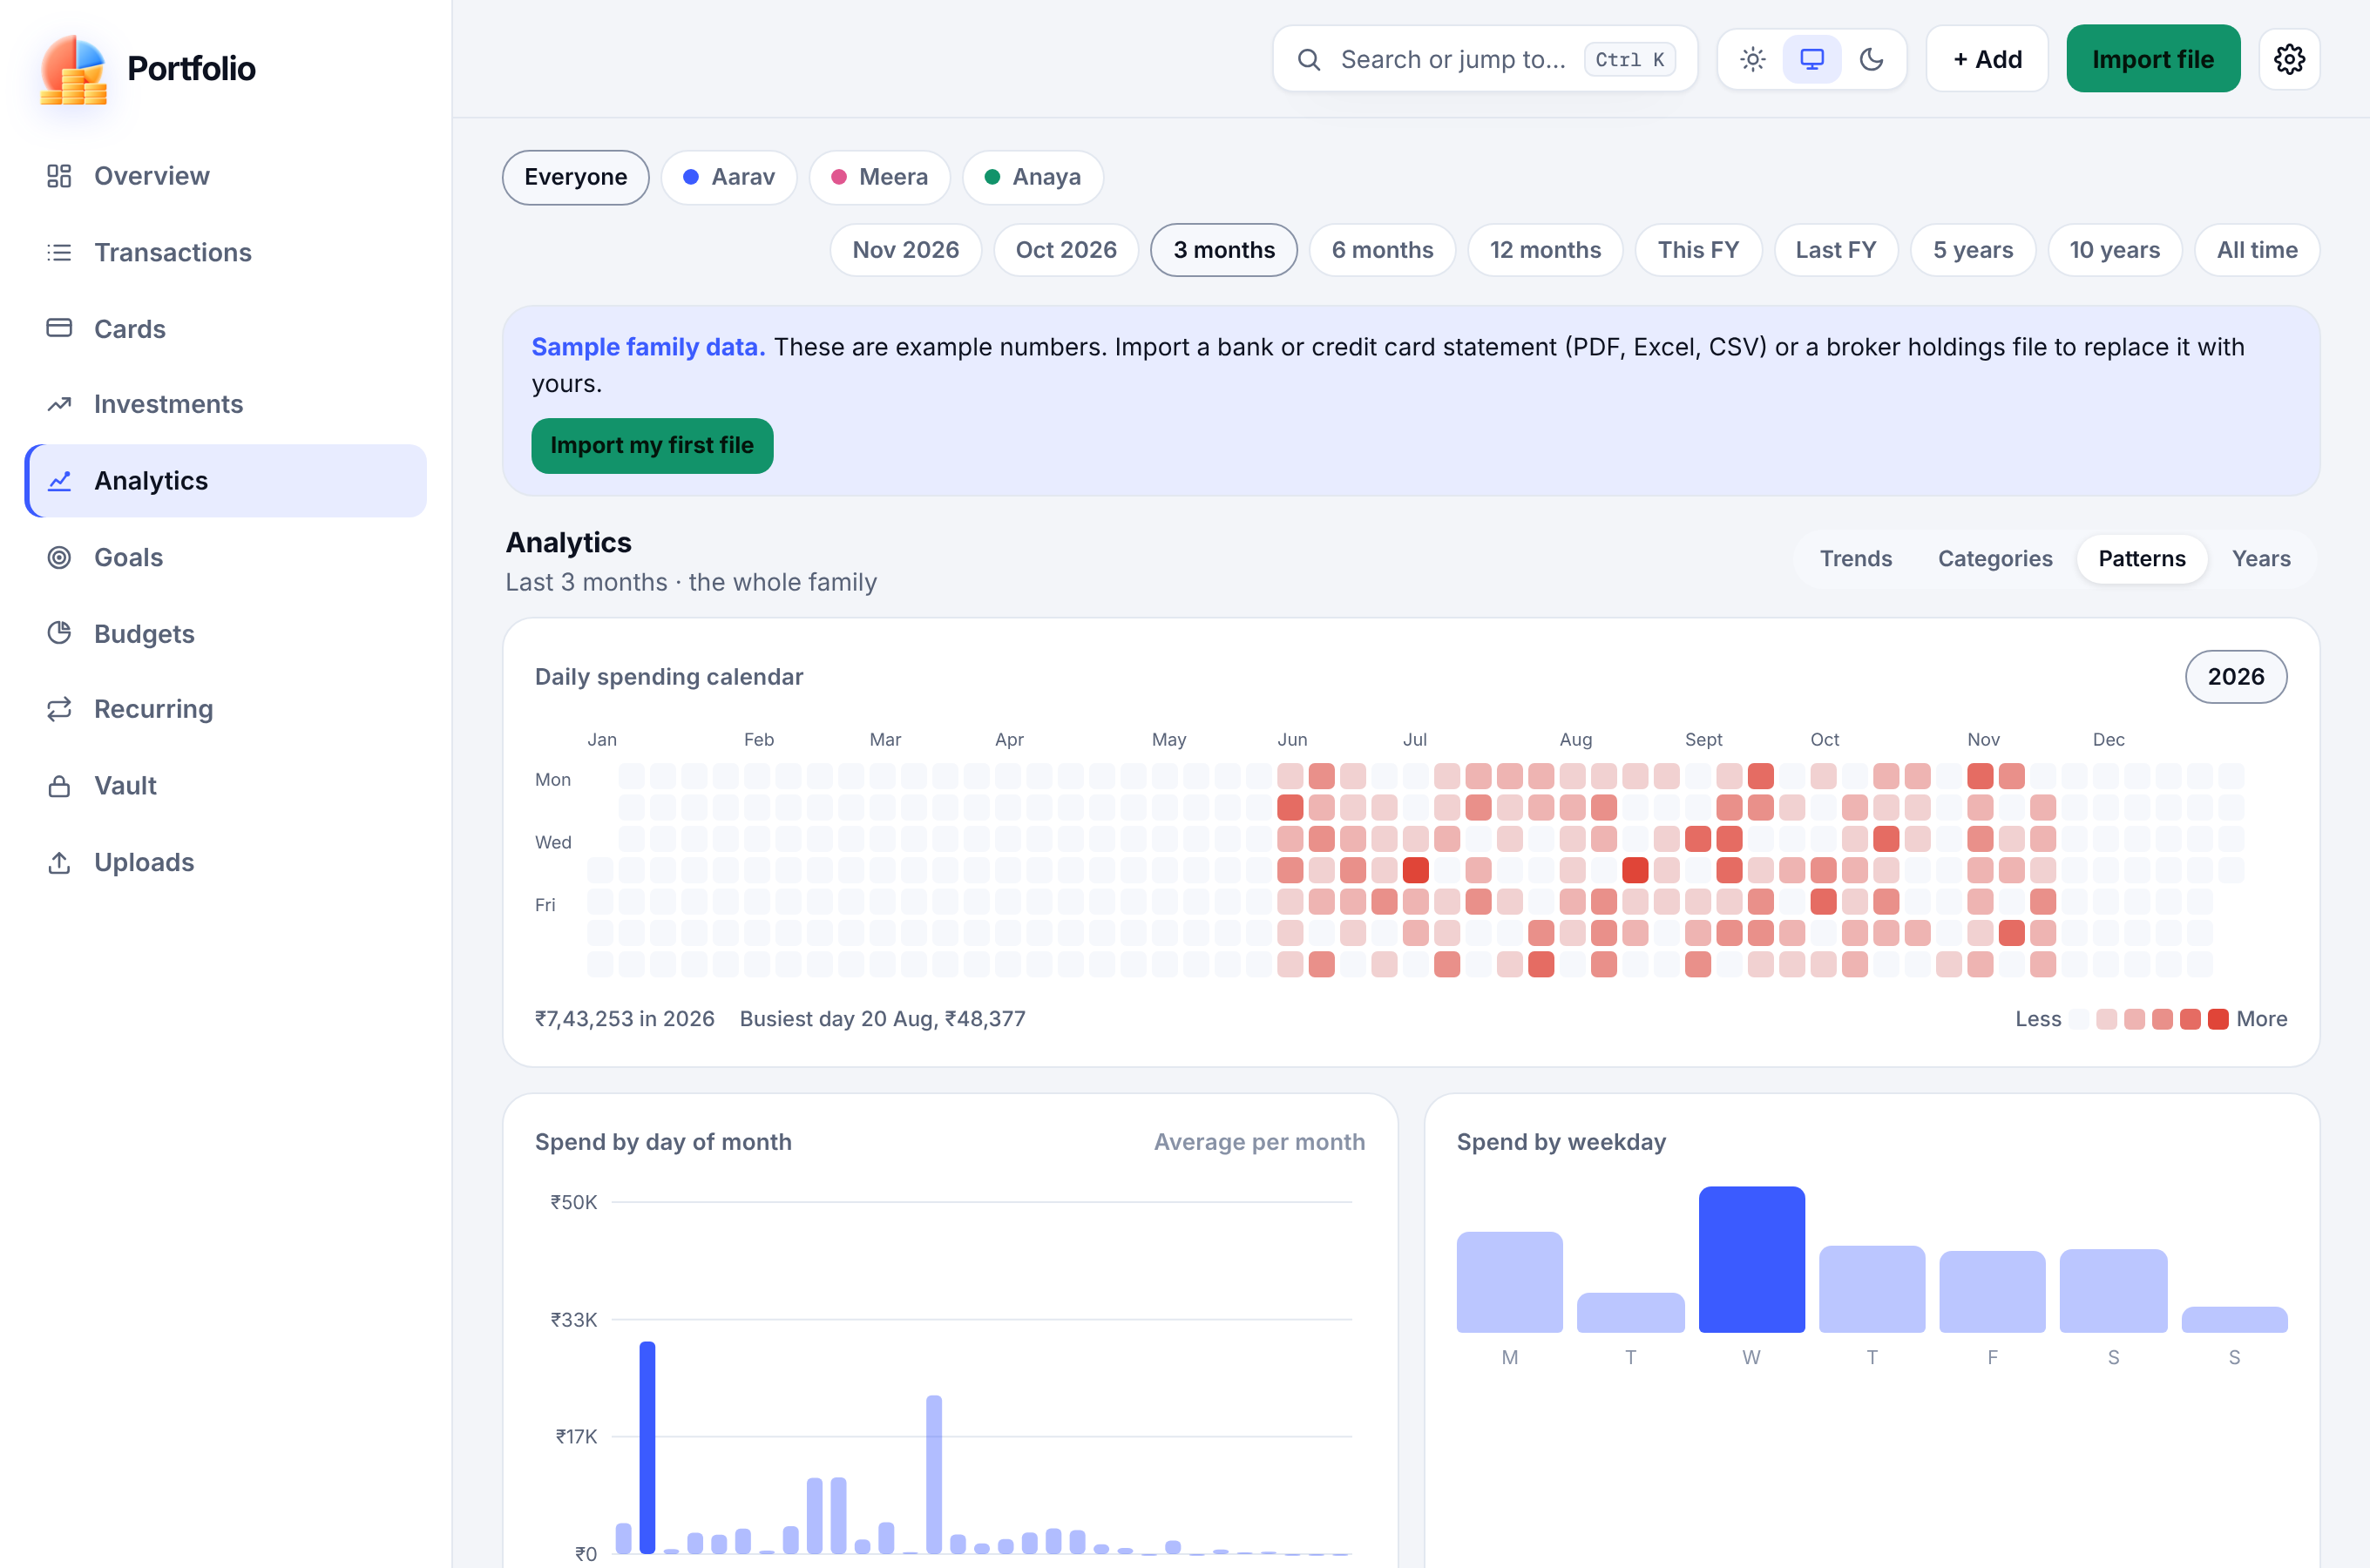 Portfolio
Search or jump to...
Ctrl K
+ Add
Import file
Overview
Transactions
Cards
Investments
Analytics
Goals
Budgets
Recurring
Vault
Uploads
Everyone
Aarav
Meera
Anaya
Nov 2026
Oct 2026
3 months
6 months
12 months
This FY
Last FY
5 years
10 years
All time
Sample family data. These are example numbers. Import a bank or credit card statement (PDF, Excel, CSV) or a broker holdings file to replace it with
yours.
Import my first file
Analytics
Last 3 months · the whole family
Trends
Categories
Patterns
Years
Daily spending calendar
2026
Jan Feb Mar Apr May Jun Jul Aug Sept Oct Nov Dec
Mon
Wed
Fri
₹7,43,253 in 2026
Busiest day 20 Aug, ₹48,377
Less
More
Spend by day of month
Average per month
₹50K
₹33K
₹17K
₹0
Spend by weekday
M T W T F S S